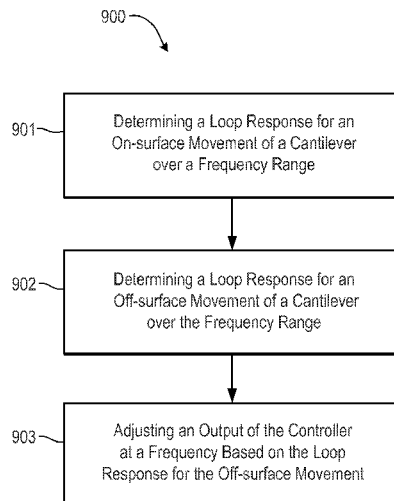 900
901
Determining a Loop Response for an
On-surface Movement of a Cantilever
over a Frequency Range
902
Determining a Loop Response for an
Off-surface Movement of a Cantilever
over the Frequency Range
903
Adjusting an Output of the Controller
at a Frequency Based on the Loop
Response for the Off-surface Movement